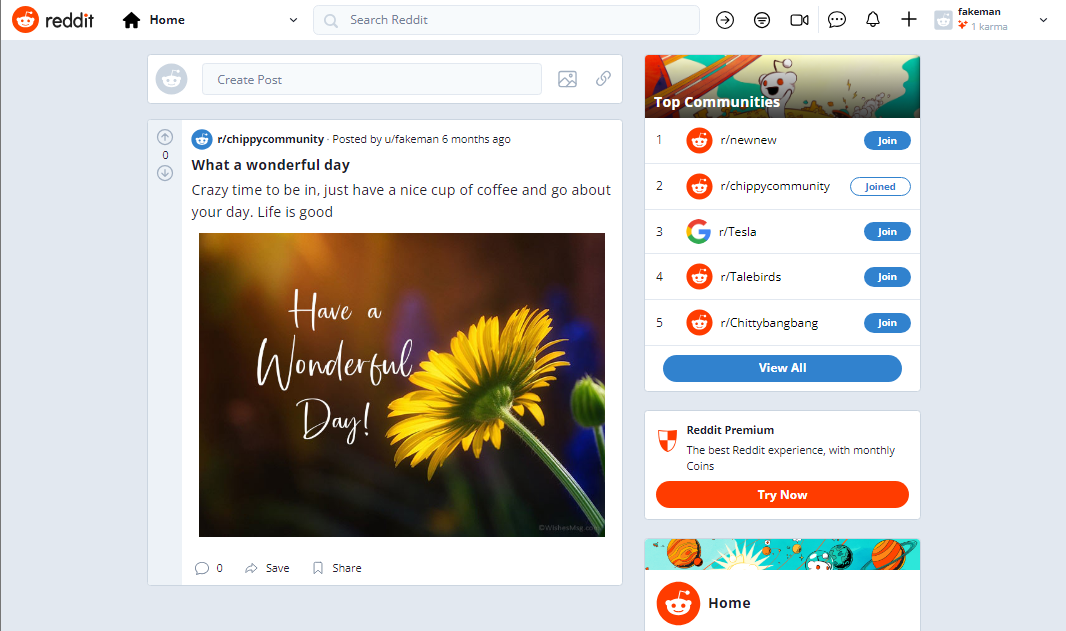 reddit
Home
Search Reddit
fakeman
1 karma
Create Post
r/chippycommunity · Posted by u/fakeman 6 months ago
0
What a wonderful day
Crazy time to be in, just have a nice cup of coffee and go about
your day. Life is good
Have a
Wonderful
Day!
©WishesMsg.com
0
Save
Share
Top Communities
1 r/newnew Join
2 r/chippycommunity Joined
3 r/Tesla Join
4 r/Talebirds Join
5 r/Chittybangbang Join
View All
Reddit Premium
The best Reddit experience, with monthly
Coins
Try Now
Home